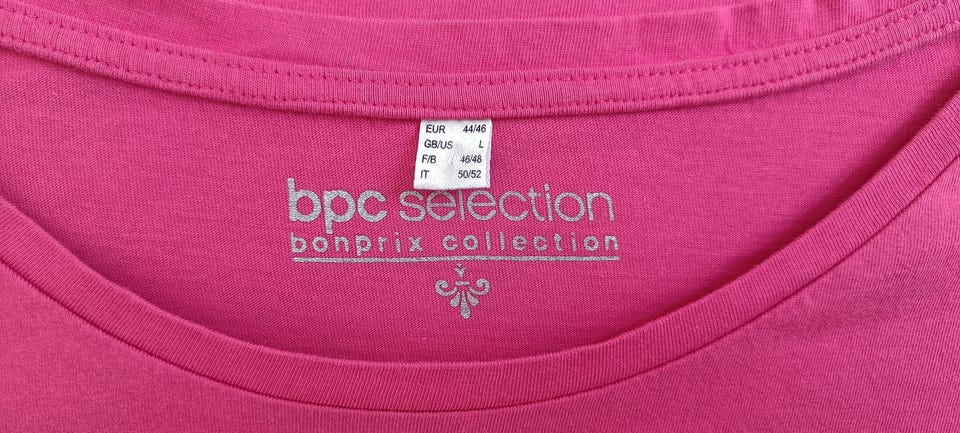 EUR 44/46
GB/US L
F/B 46/48
IT 50/52
bpc selection
bonprix collection